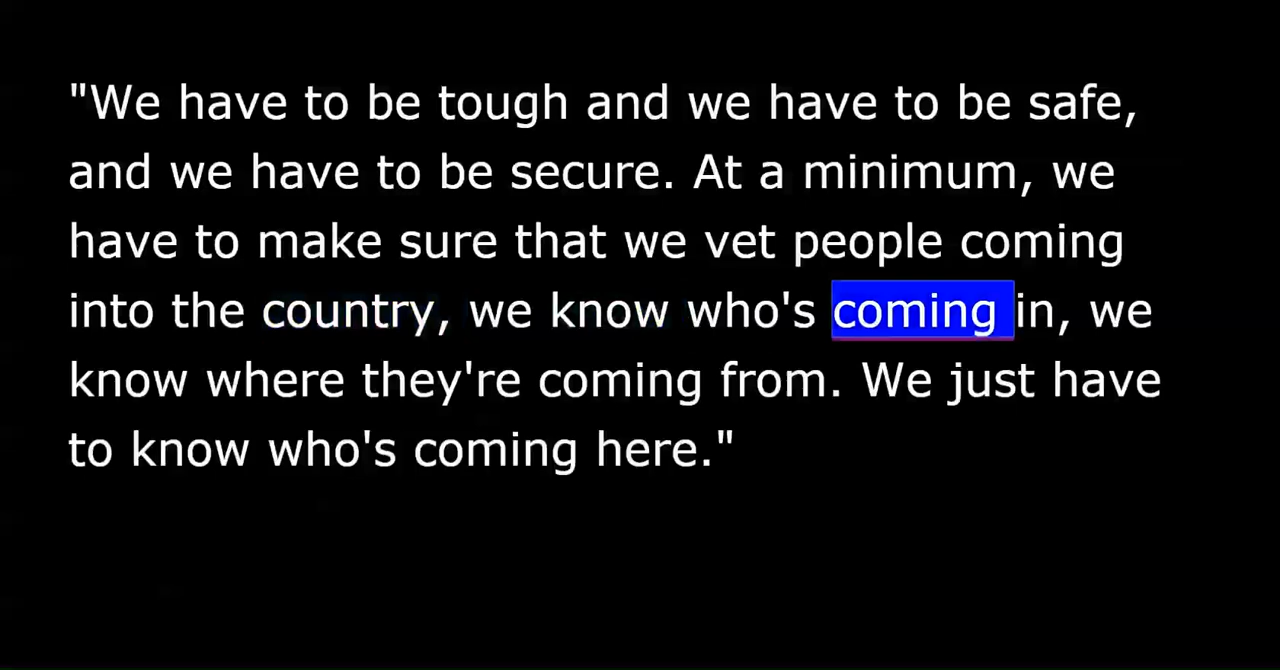 "We have to be tough and we have to be safe,
and we have to be secure. At a minimum, we
have to make sure that we vet people coming
into the country, we know who's coming in, we
know where they're coming from. We just have
to know who's coming here."